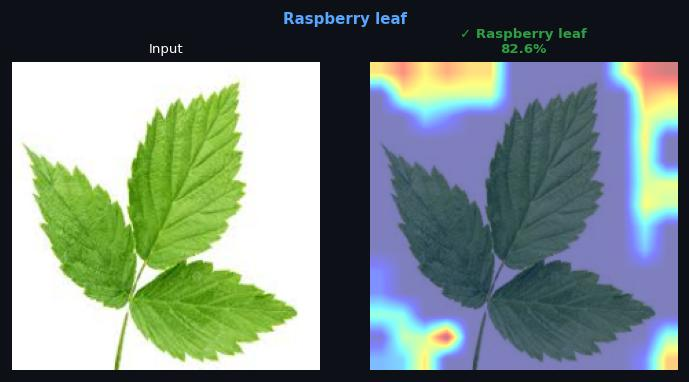 Raspberry leaf
Input
✓ Raspberry leaf
82.6%